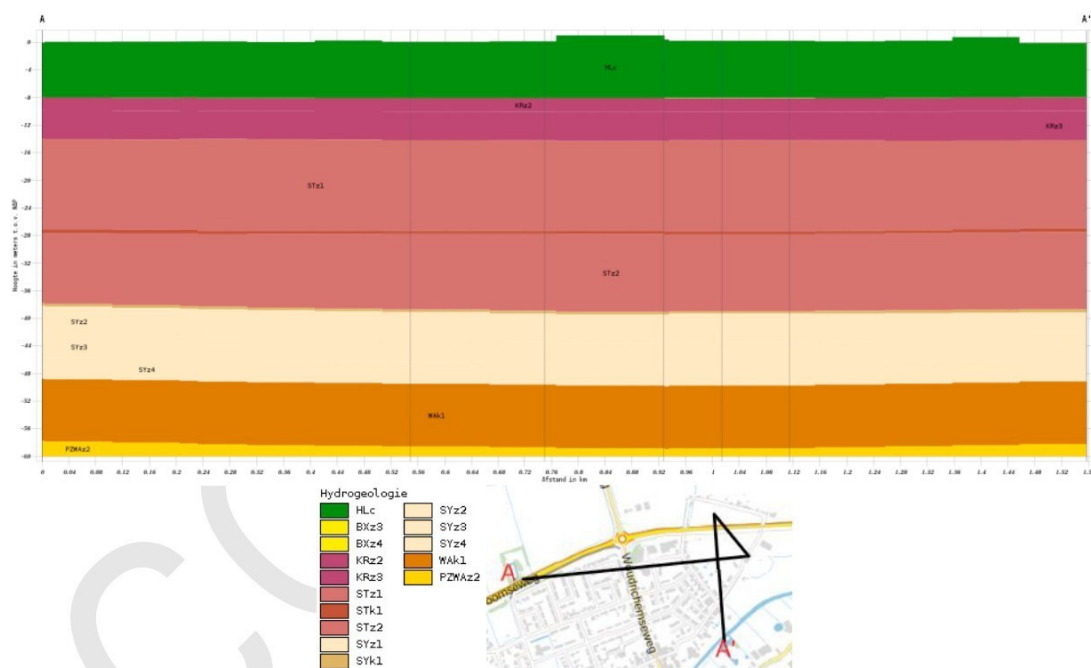 A A'
0
-4
HLc
-8
KRz2
-12
KRz3
-16
-20
STz1
-24
-28
-32
STz2
-36
-40
SYz2
-44
SYz3
SYz4
-48
-52
WAk1
-56
PZWAz2
-60
Hoogte in meters t.o.v. NAP
0 0.04 0.08 0.12 0.16 0.2 0.24 0.28 0.32 0.36 0.4 0.44 0.48 0.52 0.56 0.6 0.64 0.68 0.72 0.76 0.8 0.84 0.88 0.92 0.96 1 1.04 1.08 1.12 1.16 1.2 1.24 1.28 1.32 1.36 1.4 1.44 1.48 1.52
Afstand in km
Hydrogeologie
HLc SYz2
BXz3 SYz3
BXz4 SYz4
KRz2 WAk1
KRz3 PZWAz2
STz1
STk1
STz2
SYz1
SYk1
A
Woudrichemseweg
A'